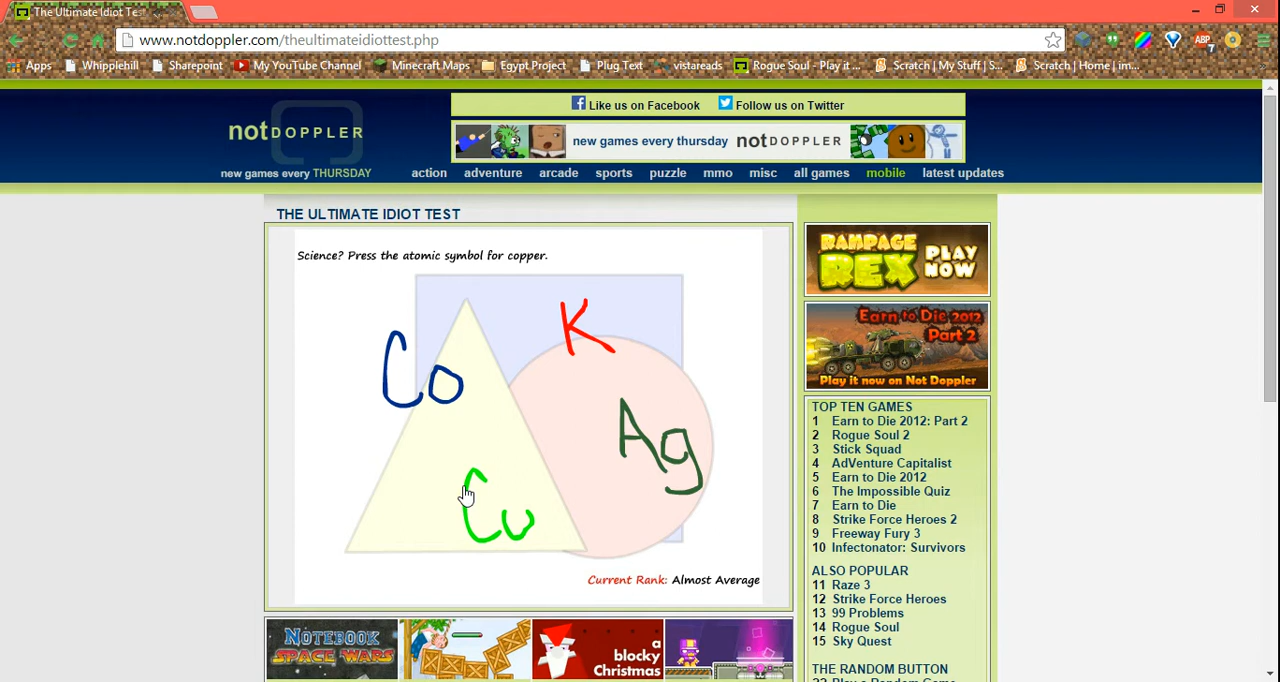 The Ultimate Idiot Tes
www.notdoppler.com/theultimateidiottest.php
ABP
7
Apps Whipplehill Sharepoint My YouTube Channel Minecraft Maps Egypt Project Plug Text vistareads Rogue Soul - Play it ... Scratch | My Stuff | S... Scratch | Home | im...
Like us on Facebook Follow us on Twitter
notDOPPLER
new games every thursday notDOPPLER
new games every THURSDAY
action adventure arcade sports puzzle mmo misc all games mobile latest updates
THE ULTIMATE IDIOT TEST
Science? Press the atomic symbol for copper.
K
Co
Ag
Cu
Current Rank: Almost Average
RAMPAGE REX PLAY NOW
Earn to Die 2012
Part 2
Play it now on Not Doppler
TOP TEN GAMES
1 Earn to Die 2012: Part 2
2 Rogue Soul 2
3 Stick Squad
4 AdVenture Capitalist
5 Earn to Die 2012
6 The Impossible Quiz
7 Earn to Die
8 Strike Force Heroes 2
9 Freeway Fury 3
10 Infectonator: Survivors
ALSO POPULAR
11 Raze 3
12 Strike Force Heroes
13 99 Problems
14 Rogue Soul
15 Sky Quest
THE RANDOM BUTTON
NOTEBOOK
SPACE WARS
a
blocky
Christmas